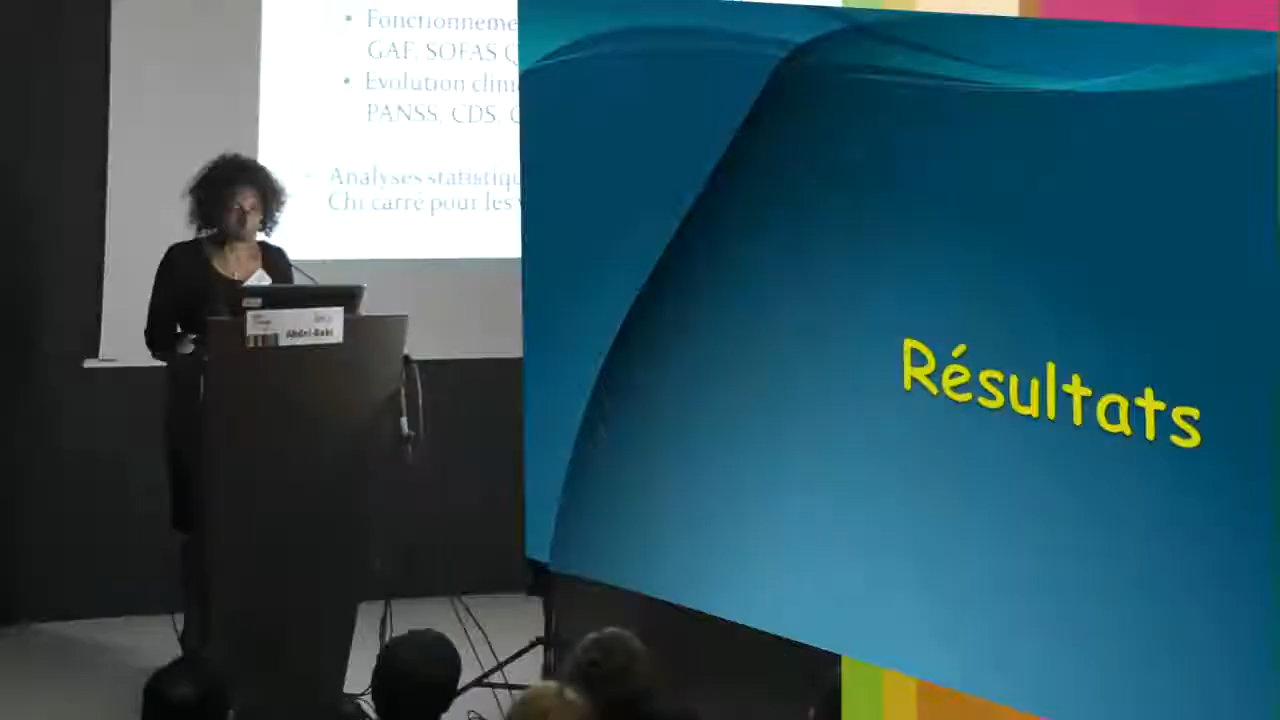 • Fonctionneme
GAF, SOFAS Q
• Evolution clini
PANSS, CDS, C
• Analyses statistiqu
Chi carré pour les v
Abdel-Baki
Résultats